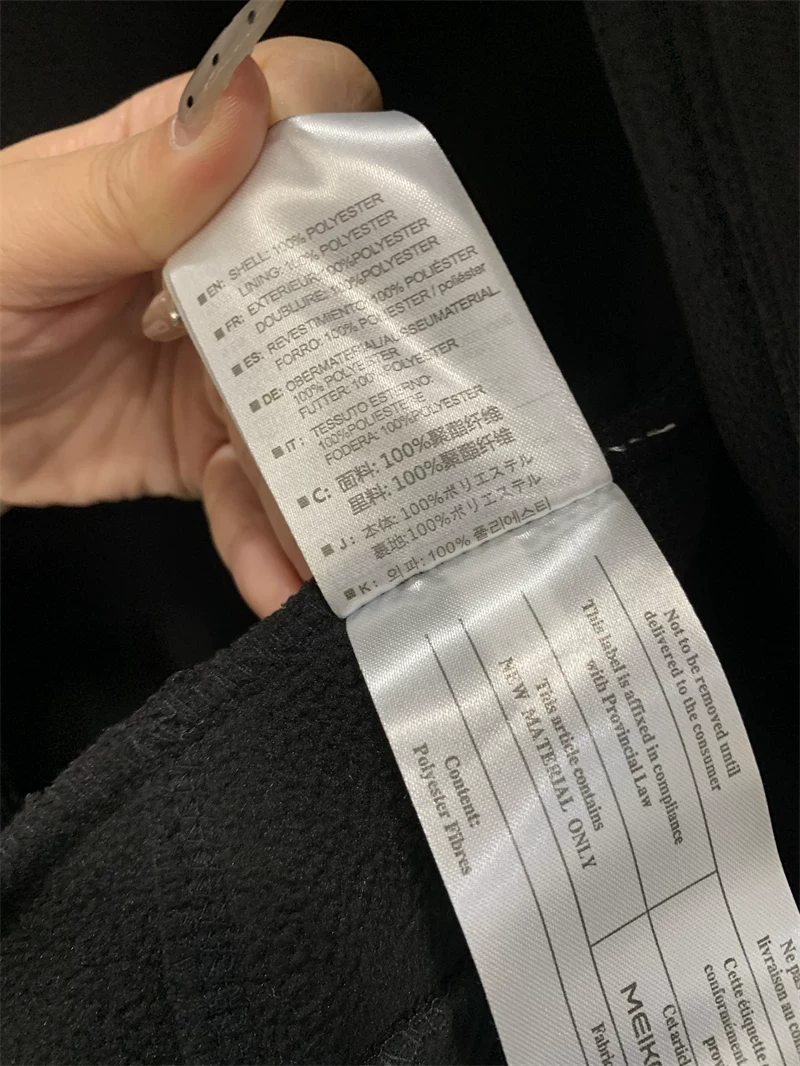 EN: SHELL: 100% POLYESTER
LINING: 100% POLYESTER
FR: EXTERIEUR: 100%POLYESTER
DOUBLURE: 100%POLYESTER
ES: REVESTIMIENTO: 100% POLIÉSTER
FORRO: 100% POLIESTER / poliéster
DE: OBERMATERIAL/AUSSEUMATERIAL.
100% POLYESTER
FUTTER: 100% POLYESTER
IT: TESSUTO ESTERNO:
100%POLIESTERE
FODERA: 100%POLYESTER
C: 面料: 100%聚酯纤维
里料: 100%聚酯纤维
J: 本体: 100%ポリエステル
裏地:100%ポリエステル
K: 외 피: 100% 폴리에스터
Not to be removed until
delivered to the consumer
This label is affixed in compliance
with Provincial Law
This article contains
NEW MATERIAL ONLY
Content:
Polyester Fibres
Ne
livraison au
Cette étiquette
conformément
Cet